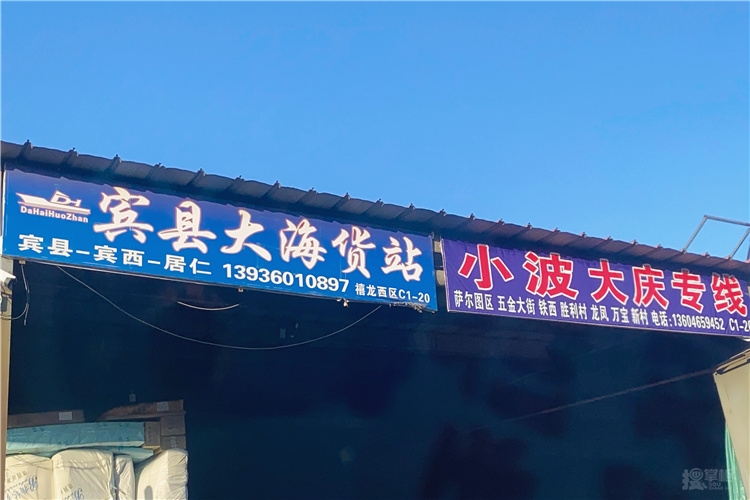 DaHaiHuoZhan
宾县大海货站
宾县-宾西-居仁 13936010897 禧龙西区C1-20
小波大庆专线
萨尔图区 五金大街 铁西 胜利村 龙凤 万宝 新村 电话:13604659452 C1-20